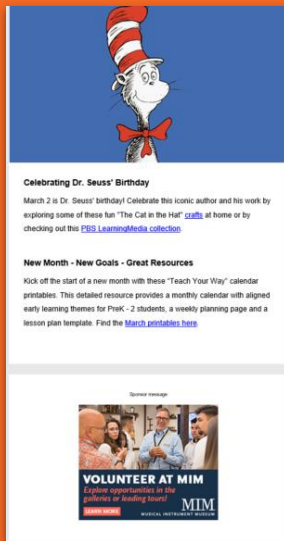 Celebrating Dr. Seuss' Birthday
March 2 is Dr. Seuss' birthday! Celebrate this iconic author and his work by
exploring some of these fun "The Cat in the Hat" crafts at home or by
checking out this PBS LearningMedia collection.
New Month - New Goals - Great Resources
Kick off the start of a new month with these "Teach Your Way" calendar
printables. This detailed resource provides a monthly calendar with aligned
early learning themes for PreK - 2 students, a weekly planning page and a
lesson plan template. Find the March printables here.
Sponsor message
VOLUNTEER AT MIM
Explore opportunities in the
galleries or leading tours!
LEARN MORE
MIM
MUSICAL INSTRUMENT MUSEUM